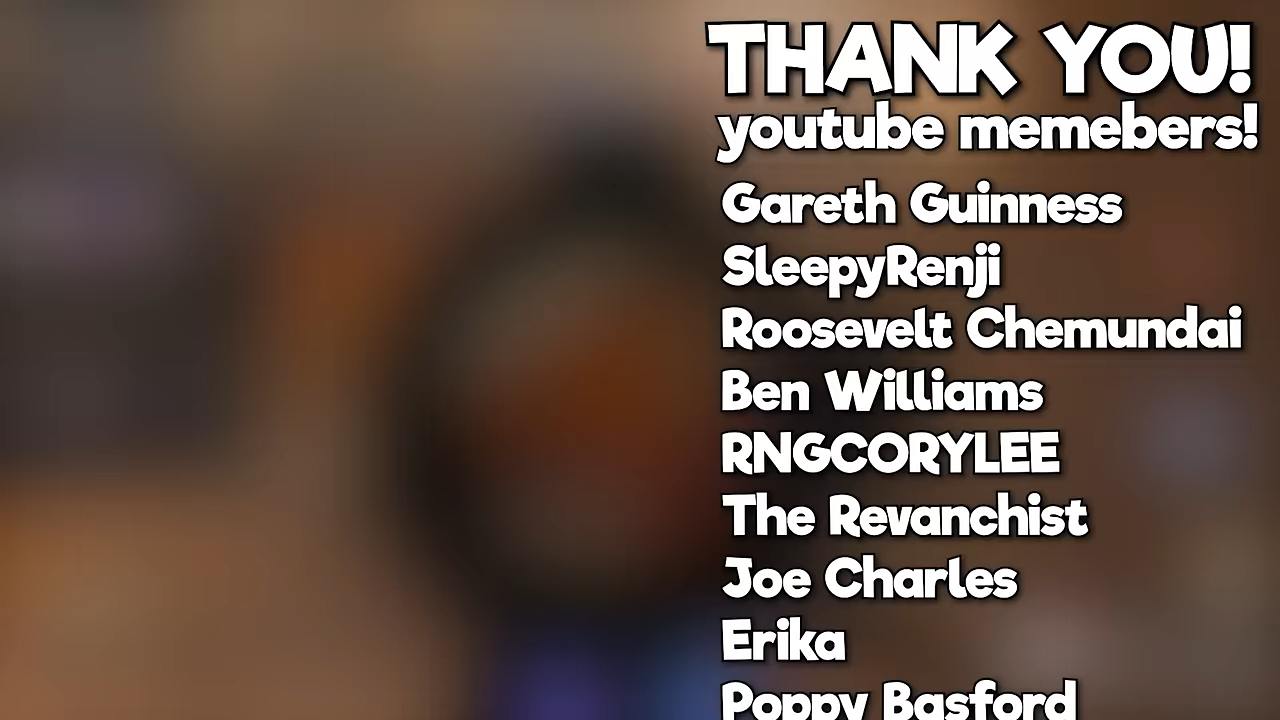 THANK YOU!
youtube memebers!
Gareth Guinness
SleepyRenji
Roosevelt Chemundai
Ben Williams
RNGCORYLEE
The Revanchist
Joe Charles
Erika
Poppy Basford